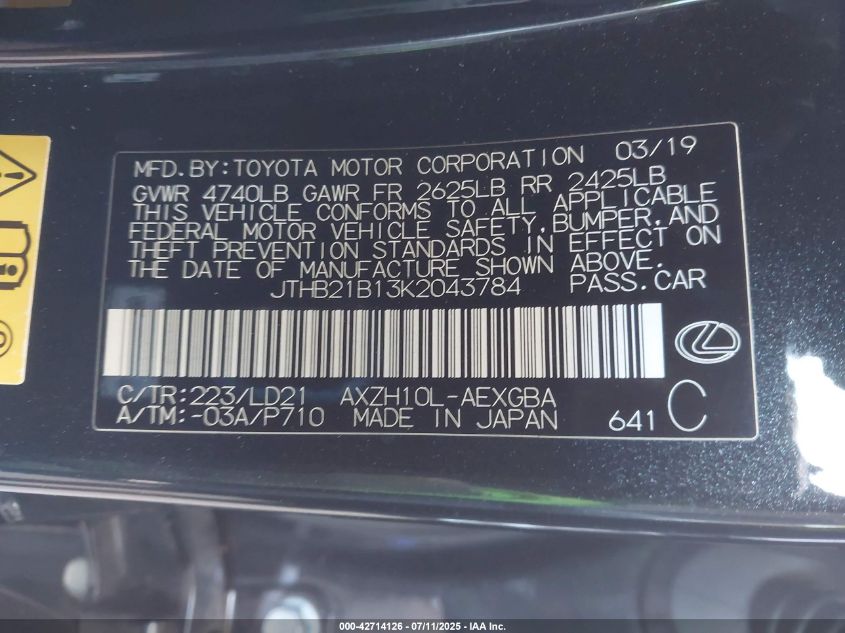 MFD.BY:TOYOTA MOTOR CORPORATION 03/19
GVWR 4740LB GAWR FR 2625LB RR 2425LB
THIS VEHICLE CONFORMS TO ALL APPLICABLE
FEDERAL MOTOR VEHICLE SAFETY,BUMPER,AND
THEFT PREVENTION STANDARDS IN EFFECT ON
THE DATE OF MANUFACTURE SHOWN ABOVE.
JTHB21B13K2043784 PASS.CAR
C/TR:223/LD21 AXZH10L-AEXGBA
A/TM:-03A/P710 MADE IN JAPAN 641 C
000-42714126 - 07/11/2025 - IAA Inc.